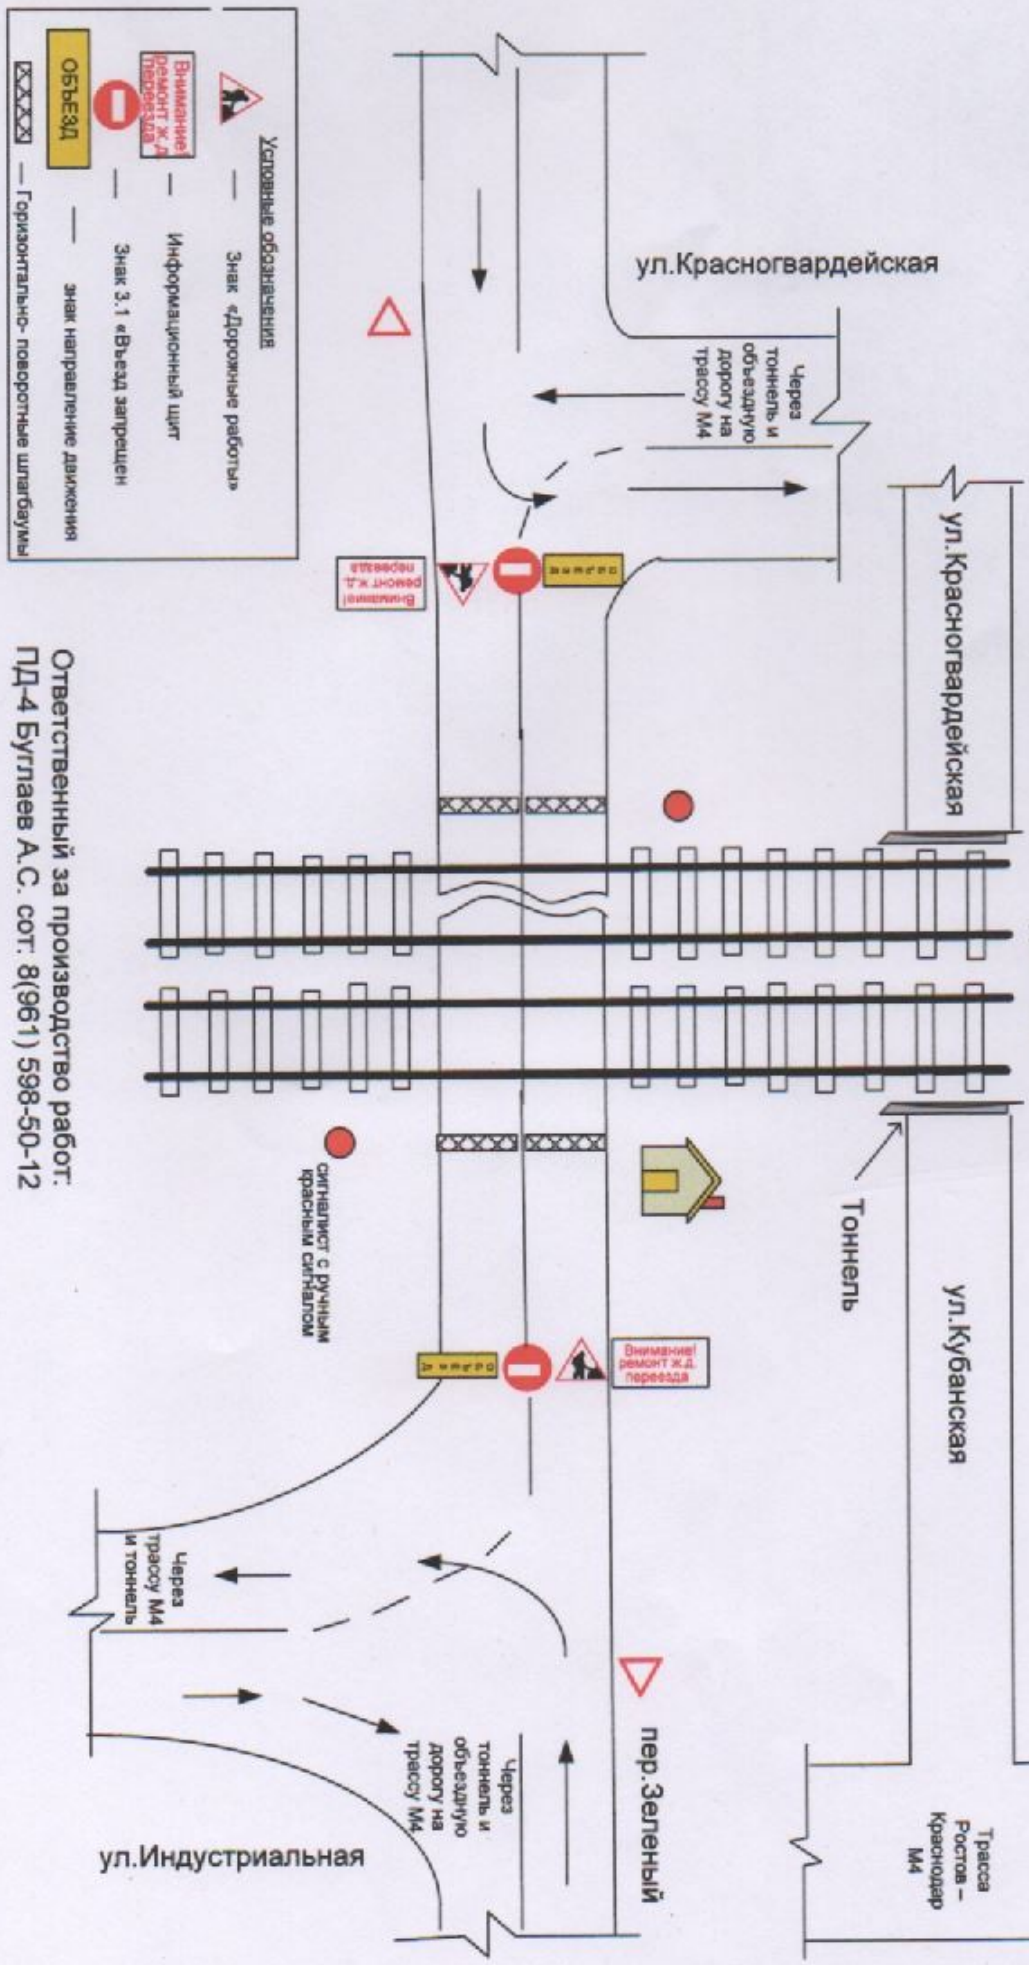 ул.Красногвардейская
Через
тоннель и
объездную
дорогу на
трассу М4
ул.Красногвардейская
Тоннель
ул.Кубанская
Трасса
Ростов –
Краснодар
М4
ОБЪЕЗД
Внимание!
ремонт ж.д.
переезда
сигналист с ручным
красным сигналом
Внимание!
ремонт ж.д.
переезда
ОБЪЕЗД
пер.Зеленый
Через
трассу М4
и тоннель
Через
тоннель и
объездную
дорогу на
трассу М4
ул.Индустриальная
Условные обозначения
— Знак «Дорожные работы»
Внимание!
ремонт ж.д.
переезда
— Информационный щит
— Знак 3.1 «Въезд запрещен
ОБЪЕЗД
— знак направление движения
— Горизонтально- поворотные шлагбаумы
Ответственный за производство работ:
ПД-4 Буглаев А.С. сот: 8(961) 598-50-12